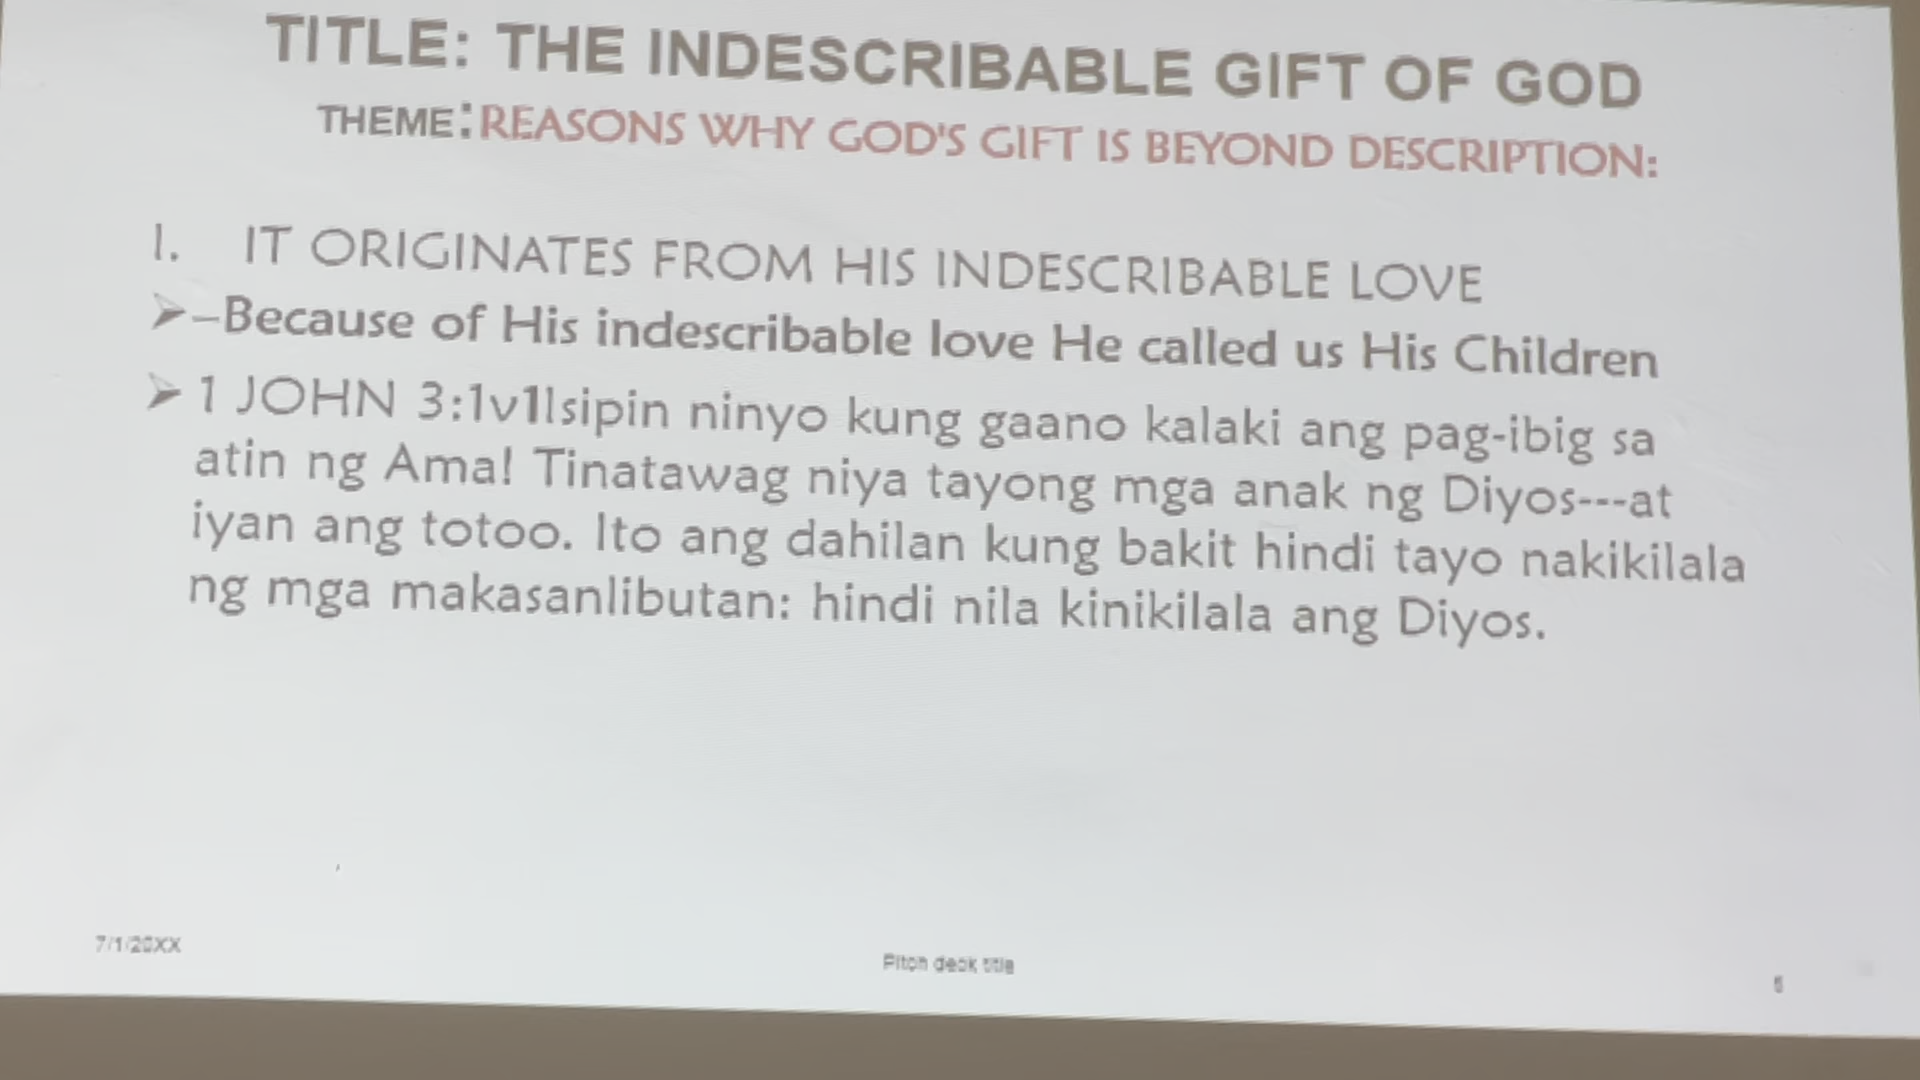 TITLE: THE INDESCRIBABLE GIFT OF GOD
THEME: REASONS WHY GOD'S GIFT IS BEYOND DESCRIPTION:
I. IT ORIGINATES FROM HIS INDESCRIBABLE LOVE
➢ –Because of His indescribable love He called us His Children
➢ 1 JOHN 3:1v1Isipin ninyo kung gaano kalaki ang pag-ibig sa
atin ng Ama! Tinatawag niya tayong mga anak ng Diyos---at
iyan ang totoo. Ito ang dahilan kung bakit hindi tayo nakikilala
ng mga makasanlibutan: hindi nila kinikilala ang Diyos.
7/1/20XX
Pitch deck title